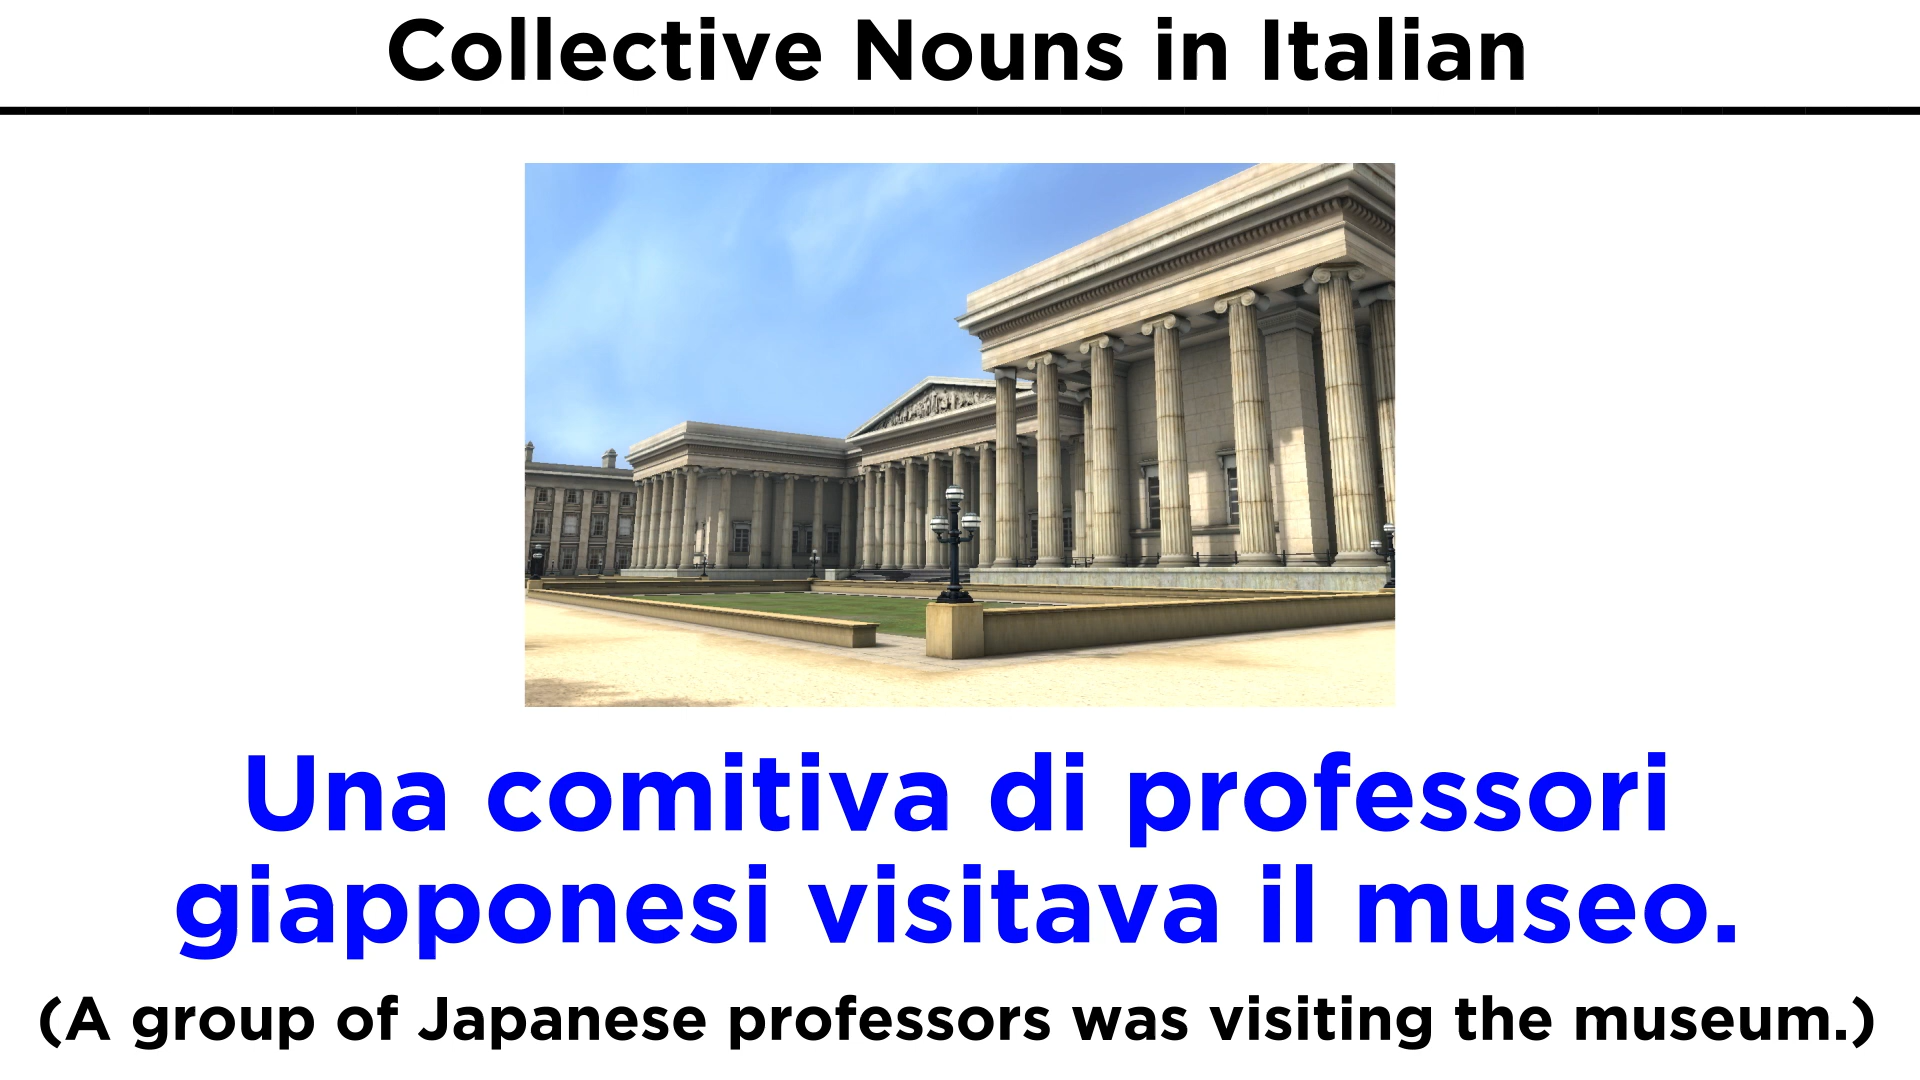 Collective Nouns in Italian
Una comitiva di professori
giapponesi visitava il museo.
(A group of Japanese professors was visiting the museum.)